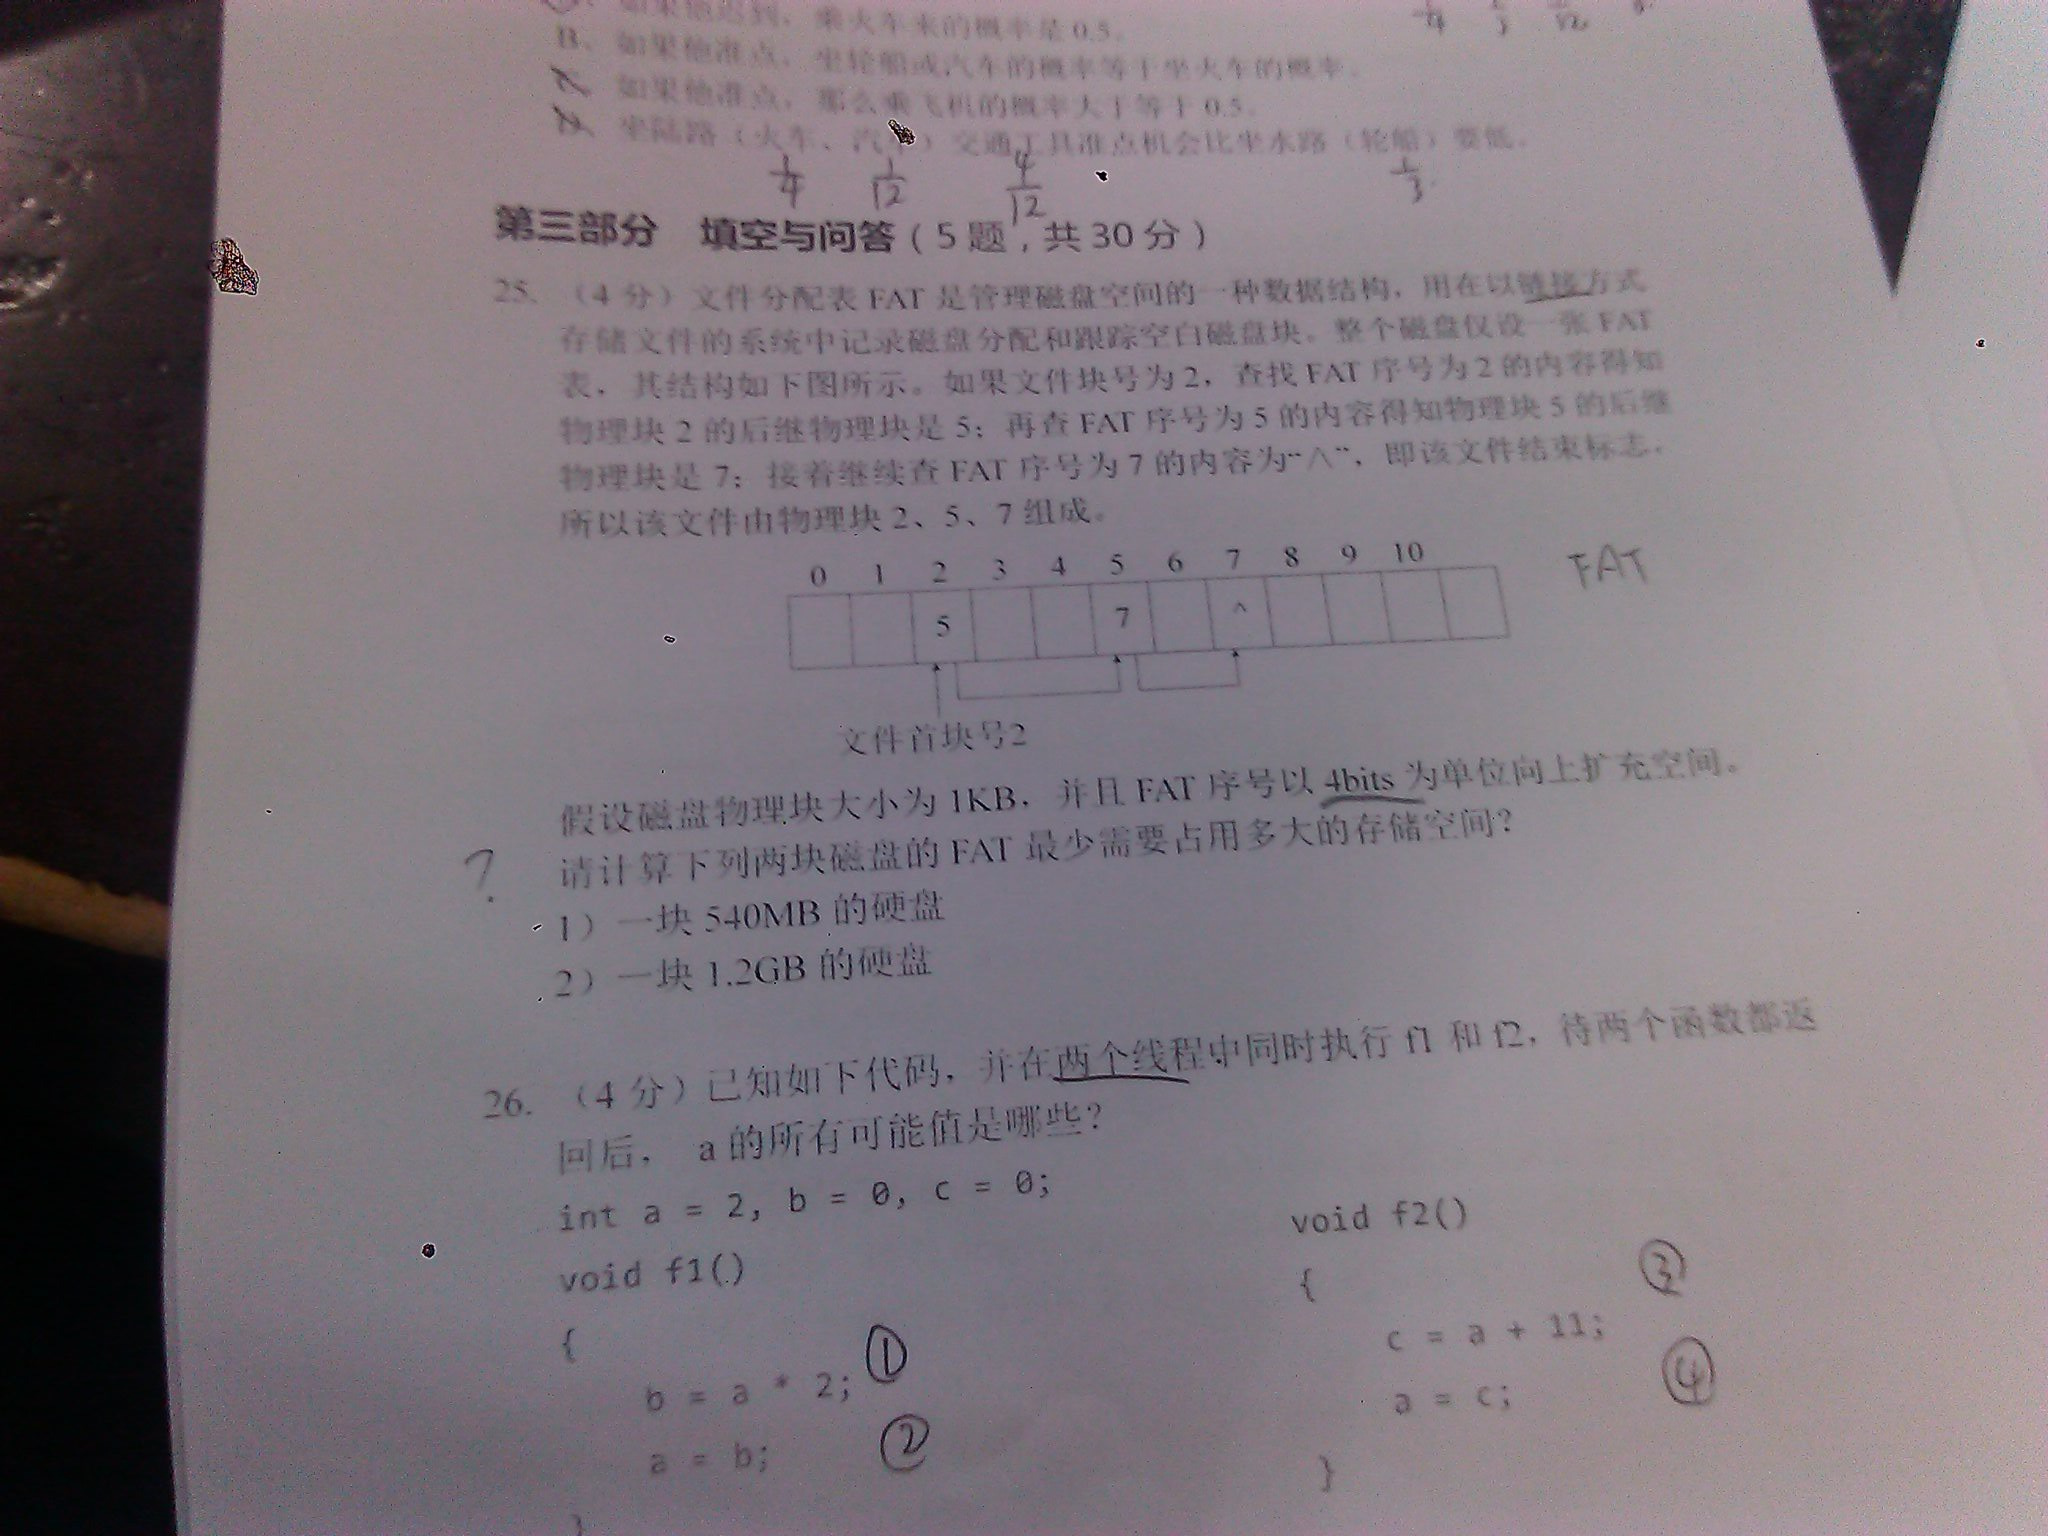 如果他迟到，乘火车来的概率是 0.5。
B、如果他准点，坐轮船或汽车的概率等于坐火车的概率。
如果他准点，那么乘飞机的概率大于等于 0.5。
坐陆路（火车、汽车）交通工具准点机会比坐水路（轮船）要低。
1/4 1/12 4/12 1/3
第三部分 填空与问答（5 题，共 30 分）
25. （4 分）文件分配表 FAT 是管理磁盘空间的一种数据结构，用在以链接方式
存储文件的系统中记录磁盘分配和跟踪空白磁盘块。整个磁盘仅设一张 FAT
表，其结构如下图所示。如果文件块号为 2，查找 FAT 序号为 2 的内容得知
物理块 2 的后继物理块是 5；再查 FAT 序号为 5 的内容得知物理块 5 的后继
物理块是 7；接着继续查 FAT 序号为 7 的内容为“∧”，即该文件结束标志，
所以该文件由物理块 2、5、7 组成。
0 1 2 3 4 5 6 7 8 9 10
FAT
5 7 ^
文件首块号2
假设磁盘物理块大小为 1KB，并且 FAT 序号以 4bits 为单位向上扩充空间。
请计算下列两块磁盘的 FAT 最少需要占用多大的存储空间？
?
1）一块 540MB 的硬盘
2）一块 1.2GB 的硬盘
26. （4 分）已知如下代码，并在两个线程中同时执行 f1 和 f2，待两个函数都返
回后， a 的所有可能值是哪些？
int a = 2, b = 0, c = 0;
void f1()
{
b = a * 2; ①
a = b; ②
}
void f2()
{
c = a + 11; ③
a = c; ④
}